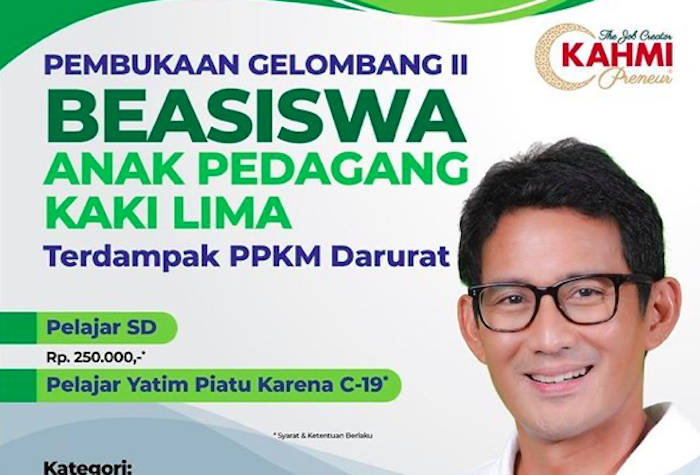 The Job Creator
KAHMI
Preneur
PEMBUKAAN GELOMBANG II
BEASISWA
ANAK PEDAGANG
KAKI LIMA
Terdampak PPKM Darurat
Pelajar SD
Rp. 250.000,-*
Pelajar Yatim Piatu Karena C-19*
* Syarat & Ketentuan Berlaku
Kategori: